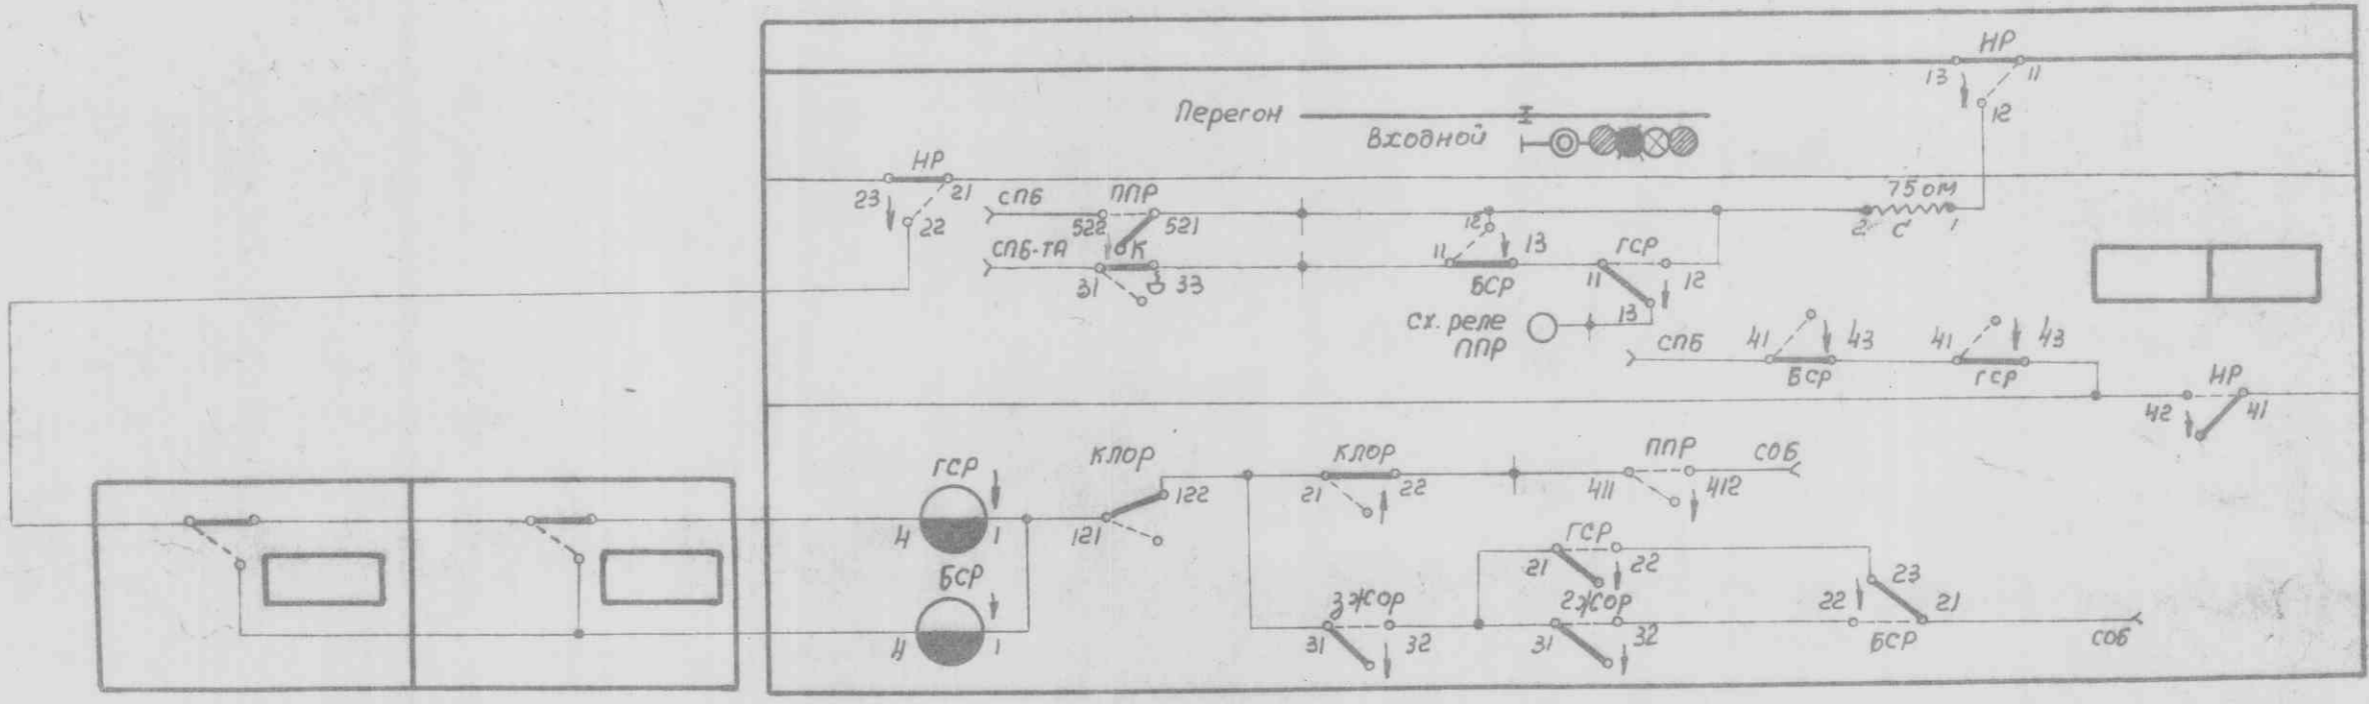 НР
13
11
12
Перегон
Входной
НР
23
21
22
СПБ
ППР
522
521
СПБ-ТА
К
31
33
12
11
13
БСР
ГСР
11
12
13
Сх. реле
ППР
75 ом
2
С
1
СПБ
41
43
БСР
41
43
ГСР
НР
42
41
ГСР
4
1
КЛОР
121
122
КЛОР
21
22
ППР
411
412
СОБ
БСР
4
1
ГСР
21
22
23
3ЖОР
31
32
2ЖОР
31
32
22
21
БСР
СОБ